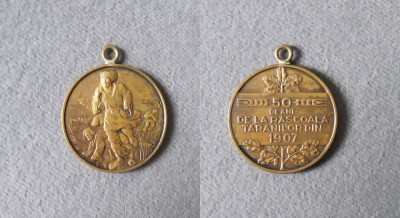 50
DE ANI
DE LA RASCOALA
TARANILOR DIN
1907